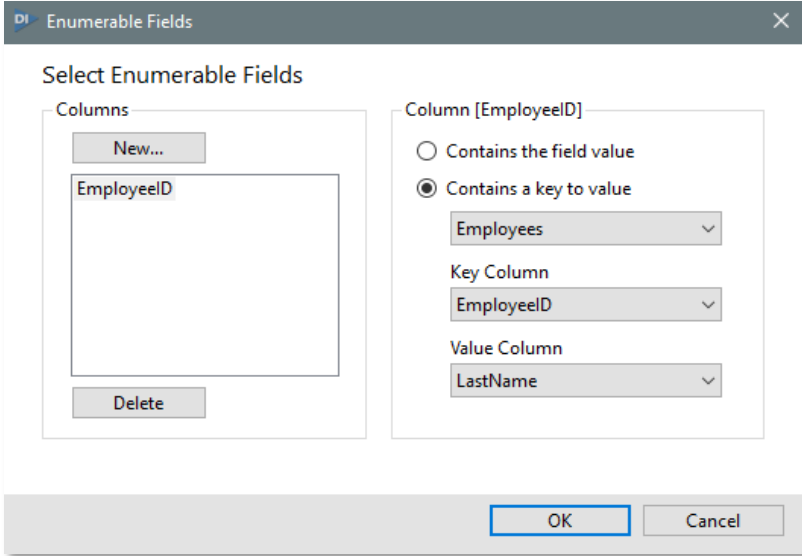 DI Enumerable Fields
Select Enumerable Fields
Columns
New...
EmployeeID
Delete
Column [EmployeeID]
Contains the field value
Contains a key to value
Employees
Key Column
EmployeeID
Value Column
LastName
OK
Cancel